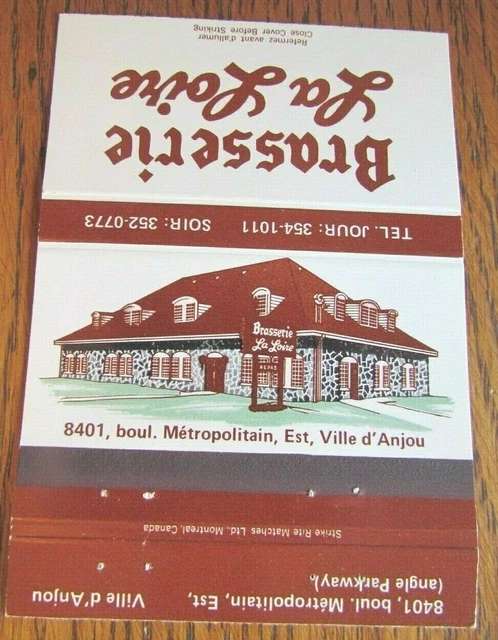 Refermez avant d'allumer
Close Cover Before Striking
Brasserie
La Loire
TEL. JOUR: 354-1011 SOIR: 352-0773
Brasserie
La Loire
REPAS
8401, boul. Métropolitain, Est, Ville d'Anjou
Strike Rite Matches Ltd., Montreal, Canada
8401, boul. Métropolitain, Est, Ville d'Anjou
(angle Parkway),